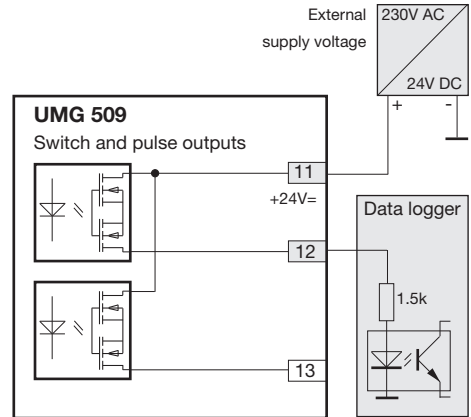 External
supply voltage
230V AC
24V DC
+ -
UMG 509
Switch and pulse outputs
11
+24V=
Data logger
12
1.5k
13